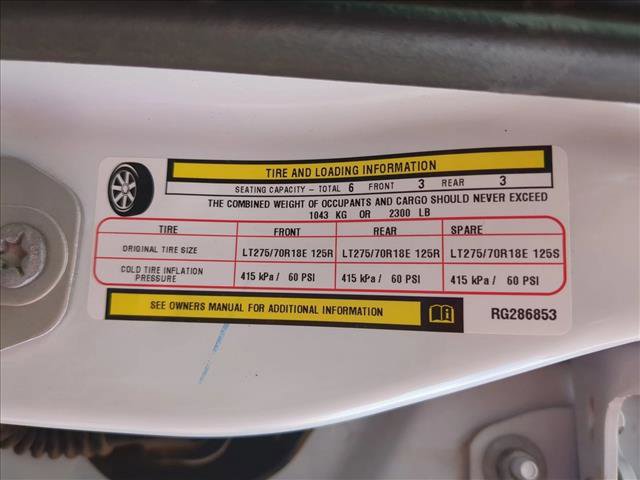 TIRE AND LOADING INFORMATION
SEATING CAPACITY - TOTAL 6 FRONT 3 REAR 3
THE COMBINED WEIGHT OF OCCUPANTS AND CARGO SHOULD NEVER EXCEED
1043 KG OR 2300 LB
TIRE FRONT REAR SPARE
ORIGINAL TIRE SIZE LT275/70R18E 125R LT275/70R18E 125R LT275/70R18E 125S
COLD TIRE INFLATION PRESSURE 415 kPa / 60 PSI 415 kPa / 60 PSI 415 kPa / 60 PSI
SEE OWNERS MANUAL FOR ADDITIONAL INFORMATION
RG286853